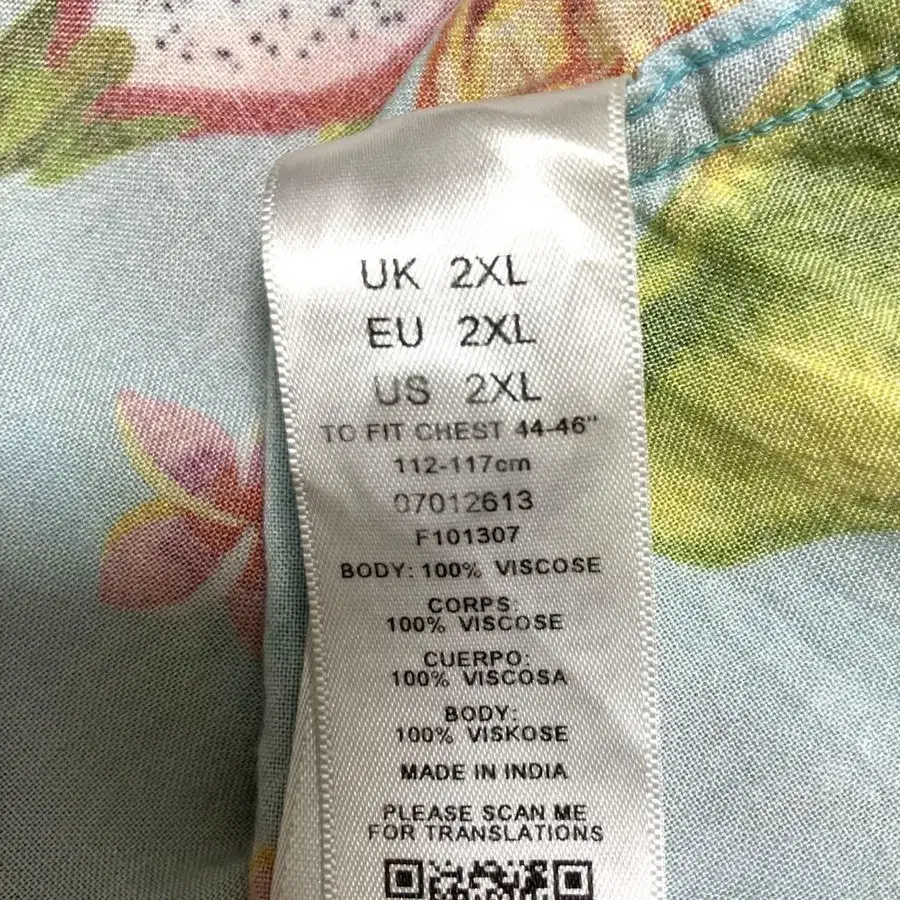 UK 2XL
EU 2XL
US 2XL
TO FIT CHEST 44-46"
112-117cm
07012613
F101307
BODY: 100% VISCOSE
CORPS:
100% VISCOSE
CUERPO:
100% VISCOSA
BODY:
100% VISKOSE
MADE IN INDIA
PLEASE SCAN ME
FOR TRANSLATIONS